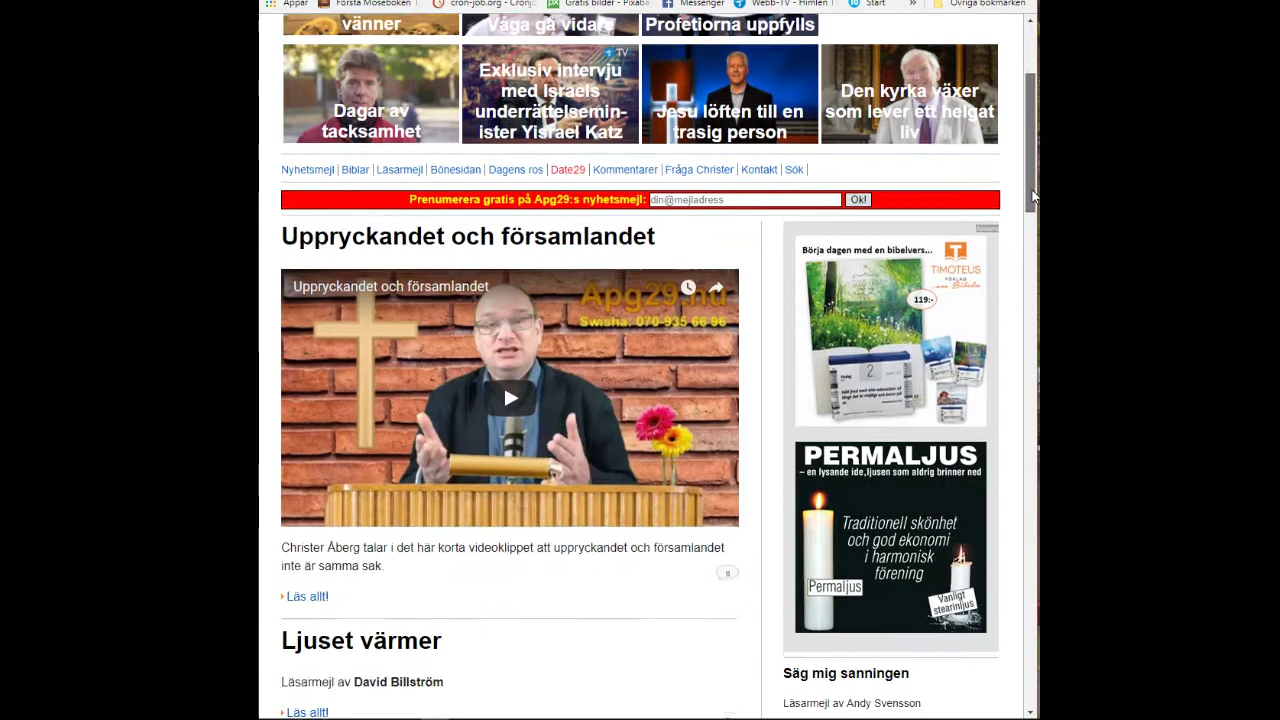 Appar Första Moseboken cron-job.org - Cronj Gratis bilder - Pixaba Messenger Webb-TV - Himlen T Start » Övriga bokmärken
vänner
Våga gå vidare
Profetiorna uppfylls
TV
Dagar av
tacksamhet
Exklusiv intervju
med Israels
underrättelsemin-
ister Yisrael Katz
Jesu löften till en
trasig person
Den kyrka växer
som lever ett helgat
liv
Nyhetsmejl | Biblar | Läsarmejl | Bönesidan | Dagens ros | Date29 | Kommentarer | Fråga Christer | Kontakt | Sök |
Prenumerera gratis på Apg29:s nyhetsmejl: din@mejladress Ok!
Uppryckandet och församlandet
Uppryckandet och församlandet
Apg29.nu
Swisha: 070-935 66 96
Christer Åberg talar i det här korta videoklippet att uppryckandet och församlandet
inte är samma sak.
6
Läs allt!
Ljuset värmer
Läsarmejl av David Billström
Läs allt!
Börja dagen med en bibelvers...
TIMOTEUS
FÖRLAG
119:-
2
PERMALJUS
– en lysande ide,ljusen som aldrig brinner ned
Traditionell skönhet
och god ekonomi
i harmonisk
förening
Permaljus
Vanligt
stearinljus
Säg mig sanningen
Läsarmejl av Andy Svensson